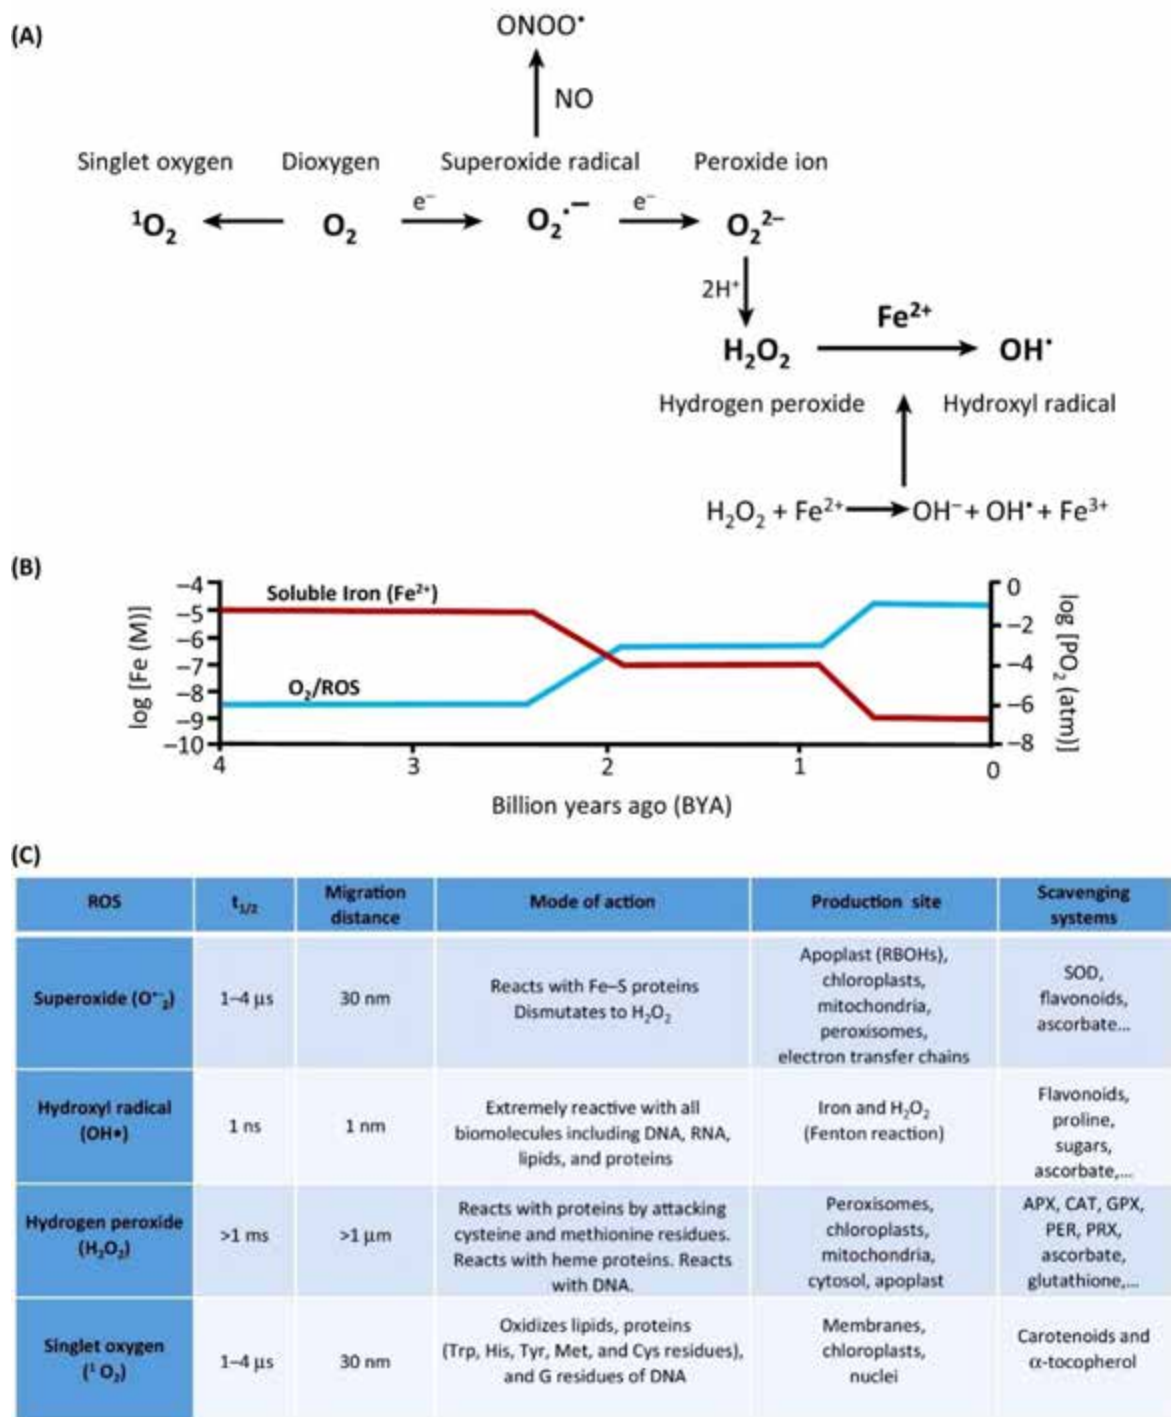 (A)
ONOO•
NO
Singlet oxygen Dioxygen Superoxide radical Peroxide ion
¹O₂ O₂ e⁻ O₂•⁻ e⁻ O₂²⁻
2H⁺
H₂O₂ Fe²⁺ OH•
Hydrogen peroxide Hydroxyl radical
H₂O₂ + Fe²⁺ → OH⁻ + OH• + Fe³⁺
(B)
log [Fe (M)]
–4
–5
–6
–7
–8
–9
–10
Soluble Iron (Fe²⁺)
O₂/ROS
0
–2
–4
–6
–8
log [PO₂ (atm)]
4 3 2 1 0
Billion years ago (BYA)
(C)
ROS
t₁/₂
Migration
distance
Mode of action
Production site
Scavenging
systems
Superoxide (O•–₂)
1–4 µs
30 nm
Reacts with Fe–S proteins
Dismutates to H₂O₂
Apoplast (RBOHs),
chloroplasts,
mitochondria,
peroxisomes,
electron transfer chains
SOD,
flavonoids,
ascorbate...
Hydroxyl radical
(OH•)
1 ns
1 nm
Extremely reactive with all
biomolecules including DNA, RNA,
lipids, and proteins
Iron and H₂O₂
(Fenton reaction)
Flavonoids,
proline,
sugars,
ascorbate,...
Hydrogen peroxide
(H₂O₂)
>1 ms
>1 µm
Reacts with proteins by attacking
cysteine and methionine residues.
Reacts with heme proteins. Reacts
with DNA.
Peroxisomes,
chloroplasts,
mitochondria,
cytosol, apoplast
APX, CAT, GPX,
PER, PRX,
ascorbate,
glutathione,...
Singlet oxygen
(¹ O₂)
1–4 µs
30 nm
Oxidizes lipids, proteins
(Trp, His, Tyr, Met, and Cys residues),
and G residues of DNA
Membranes,
chloroplasts,
nuclei
Carotenoids and
α-tocopherol